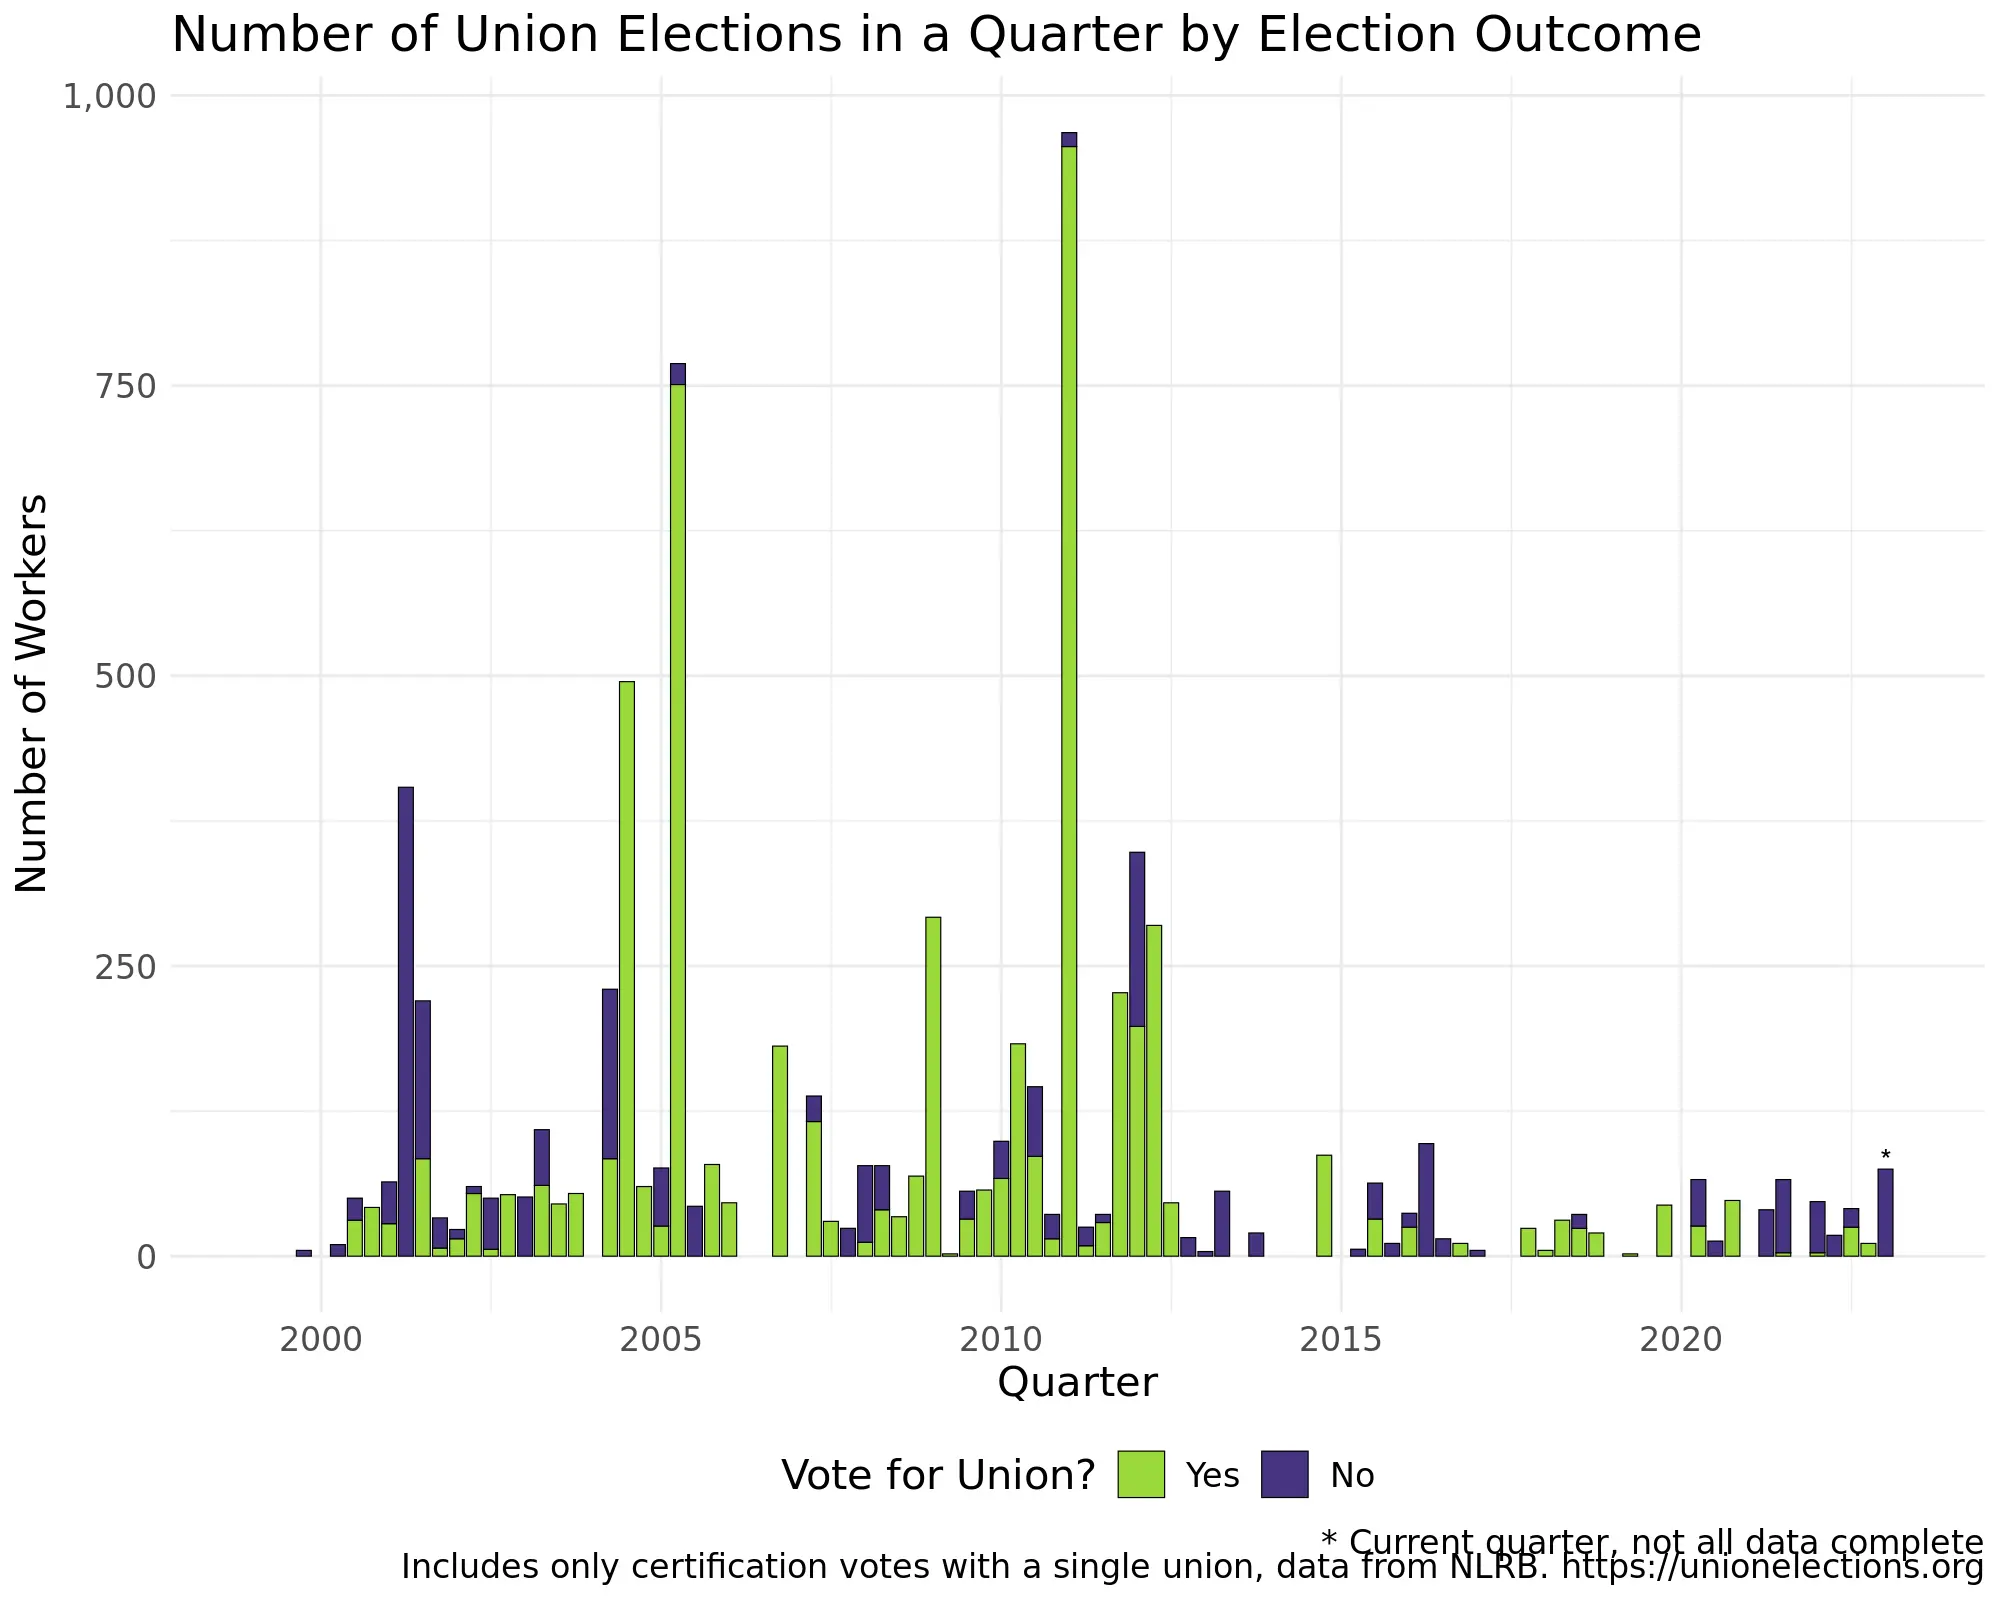 Number of Union Elections in a Quarter by Election Outcome
1,000
750
500
250
0
Number of Workers
*
2000 2005 2010 2015 2020
Quarter
Vote for Union? Yes No
* Current quarter, not all data complete
Includes only certification votes with a single union, data from NLRB. https://unionelections.org